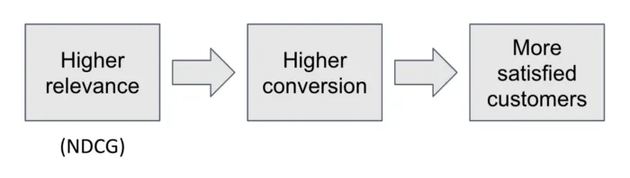 Higher
relevance
(NDCG)
Higher
conversion
More
satisfied
customers